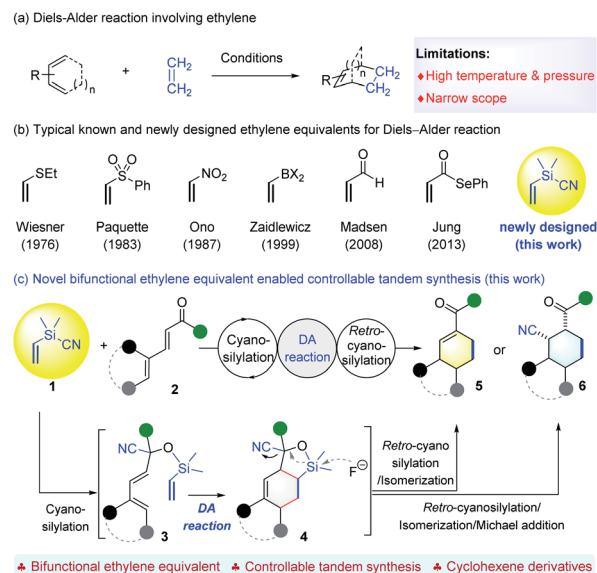 (a) Diels-Alder reaction involving ethylene
R
n
+
CH2
CH2
Conditions
n
R
CH2
CH2
Limitations:
♦High temperature & pressure
♦Narrow scope
(b) Typical known and newly designed ethylene equivalents for Diels–Alder reaction
SEt
O O
S
Ph
NO2
BX2
O
H
O
SePh
Si
CN
Wiesner
(1976)
Paquette
(1983)
Ono
(1987)
Zaidlewicz
(1999)
Madsen
(2008)
Jung
(2013)
newly designed
(this work)
(c) Novel bifunctional ethylene equivalent enabled controllable tandem synthesis (this work)
Si
CN
1
+
O
2
Cyano-
silylation
DA
reaction
Retro-
cyano-
silylation
O
5
or
O
NC
6
Cyano-
silylation
NC
O
Si
3
DA
reaction
NC
O
Si
4
F⊖
Retro-cyano
silylation
/Isomerization
Retro-cyanosilylation/
Isomerization/Michael addition
♣ Bifunctional ethylene equivalent ♣ Controllable tandem synthesis ♣ Cyclohexene derivatives